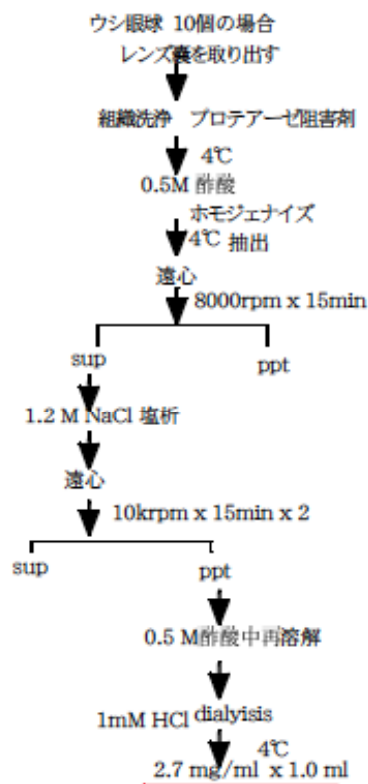 ウシ眼球 10個の場合
レンズ嚢を取り出す
組織洗浄 プロテアーゼ阻害剤
4℃
0.5M 酢酸
ホモジェナイズ
4℃ 抽出
遠心
8000rpm x 15min
sup
ppt
1.2 M NaCl 塩析
遠心
10krpm x 15min x 2
sup
ppt
0.5 M酢酸中再溶解
1mM HCl dialyisis
4℃
2.7 mg/ml x 1.0 ml